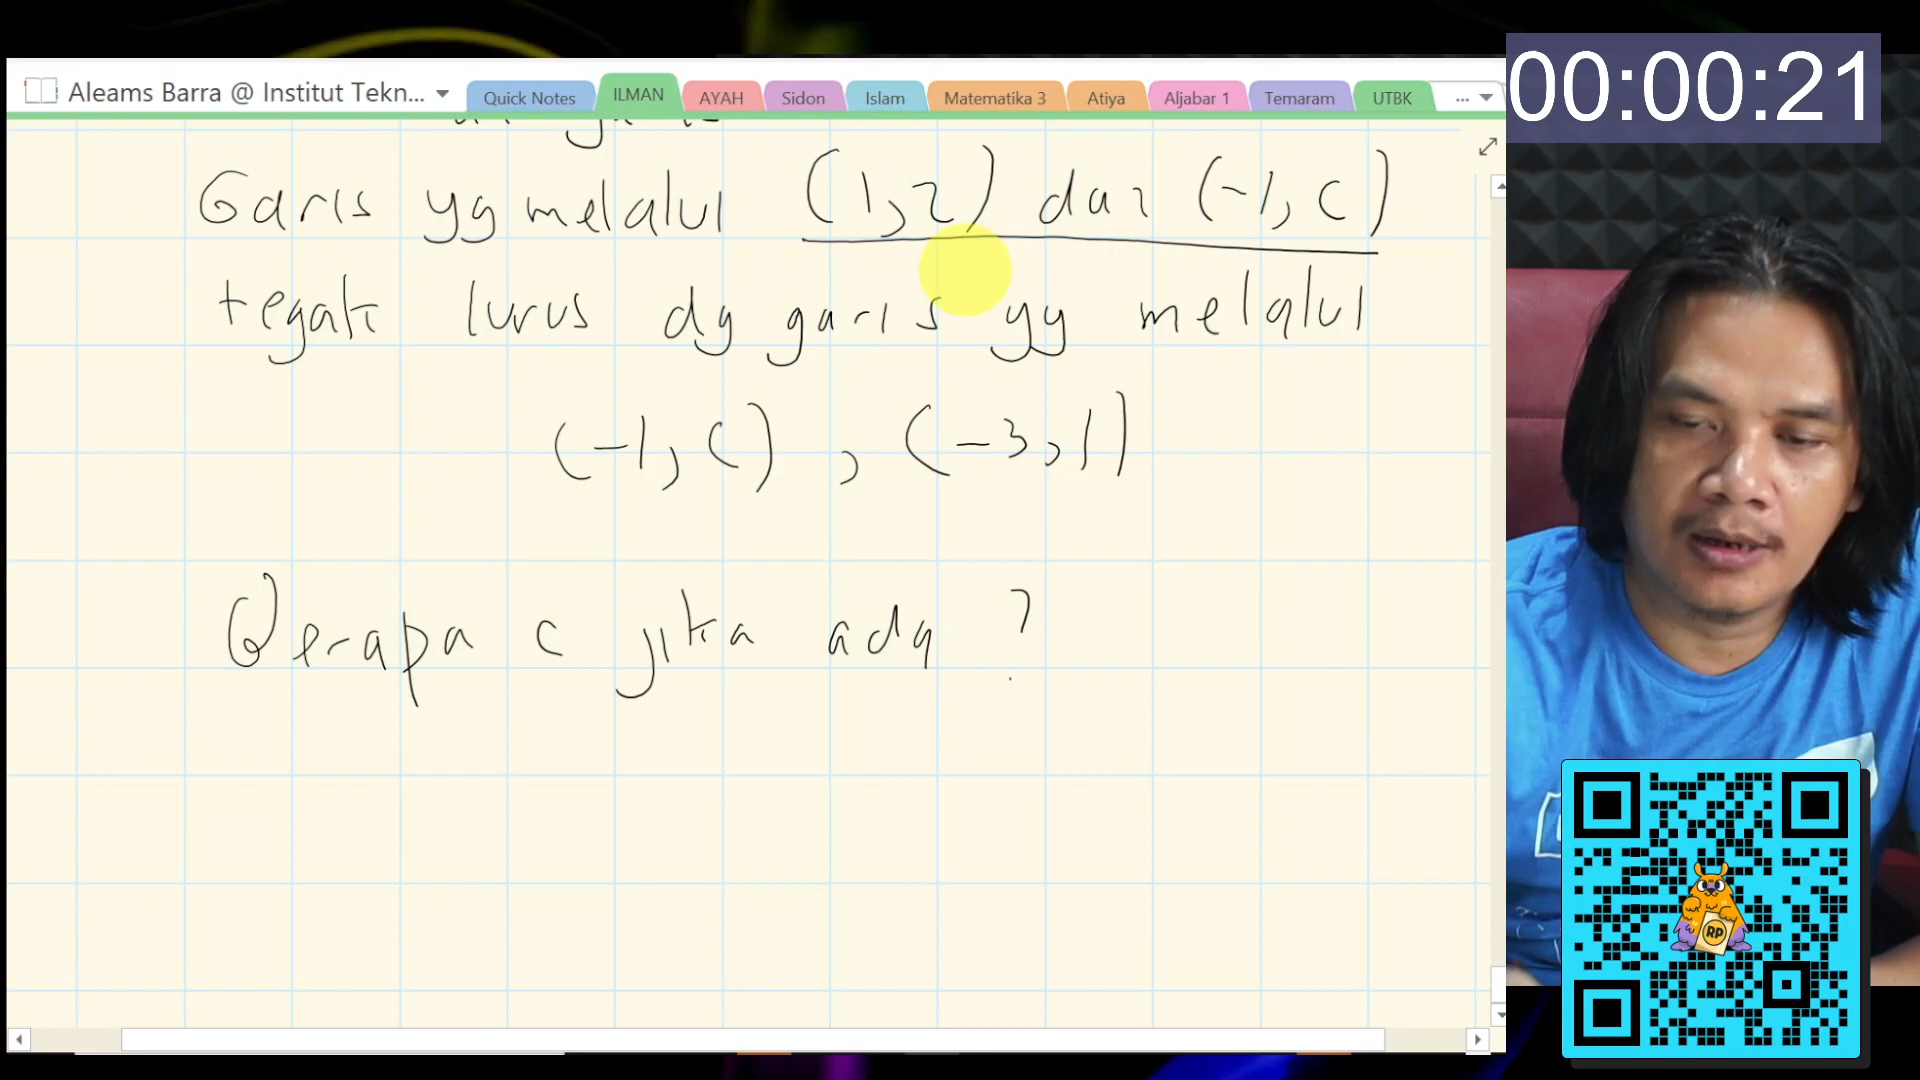 00:00:21
Aleams Barra @ Institut Tekn...
Quick Notes
ILMAN
AYAH
Sidon
Islam
Matematika 3
Atiya
Aljabar 1
Temaram
UTBK
...
Garis yg melalui (1,2) dan (-1, c)
tegak lurus dg garis yg melalui
(-1, c) , (-3, 1)
Berapa c jika ada ?
RP